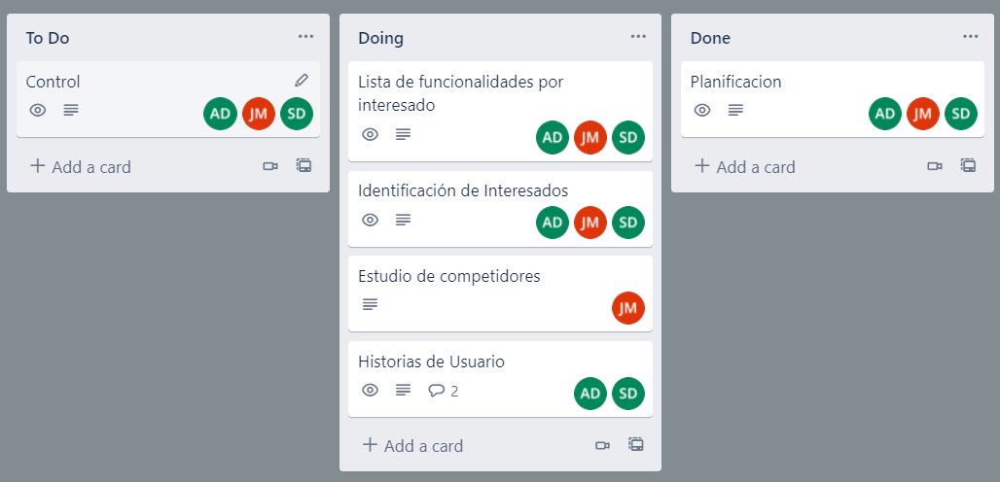 To Do
Control
AD JM SD
Add a card
Doing
Lista de funcionalidades por
interesado
AD JM SD
Identificación de Interesados
AD JM SD
Estudio de competidores
JM
Historias de Usuario
2 AD SD
Add a card
Done
Planificacion
AD JM SD
Add a card